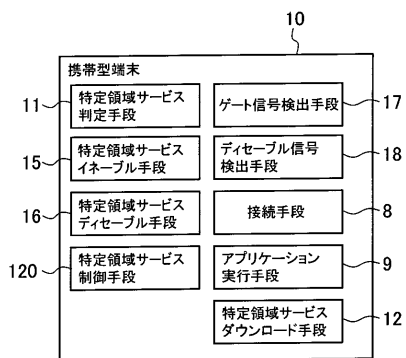 10
携帯型端末
11
特定領域サービス
判定手段
ゲート信号検出手段
17
15
特定領域サービス
イネーブル手段
ディセーブル信号
検出手段
18
16
特定領域サービス
ディセーブル手段
接続手段
8
120
特定領域サービス
制御手段
アプリケーション
実行手段
9
特定領域サービス
ダウンロード手段
12